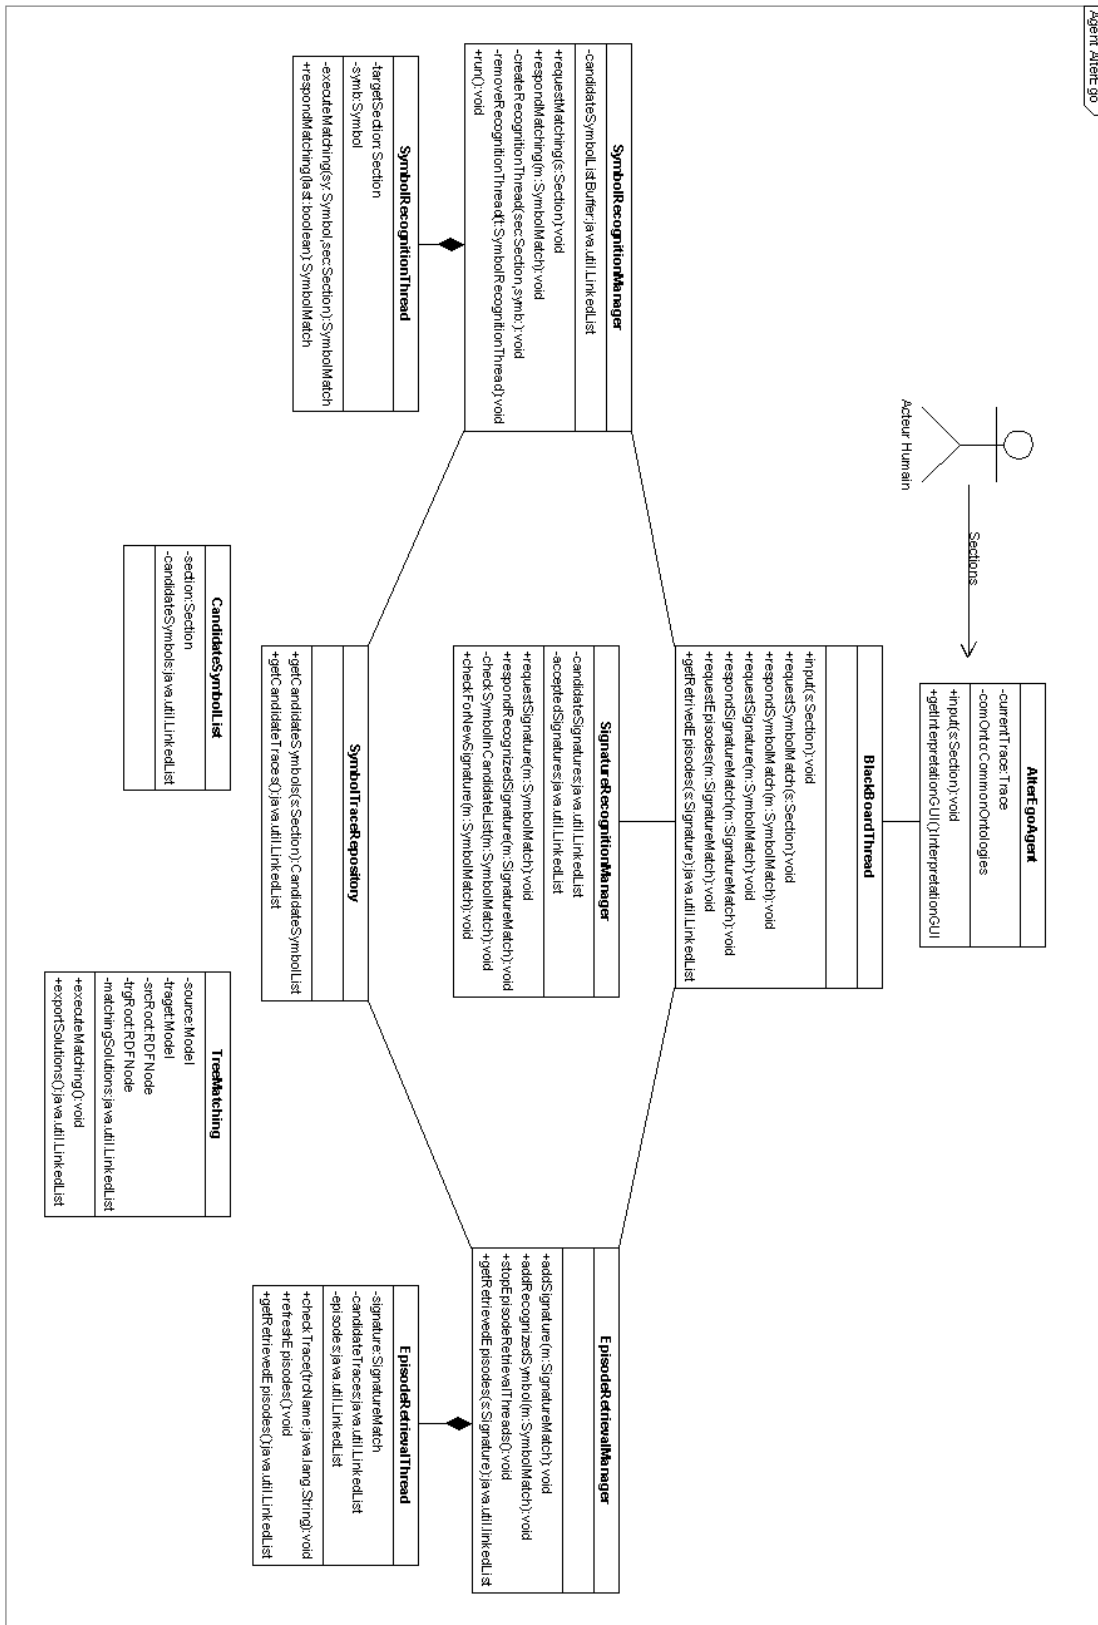 Agent AlterEgo
Acteur Humain
Sections
AlterEgoAgent
-currentTrace:Trace
-comOnto:CommonOntologies
+input(s:Section):void
+getInterpretationGUI():InterpretationGUI
BlackBoardThread
+input(s:Section):void
+requestSymbolMatch(s:Section):void
+respondSymbolMatch(m:SymbolMatch):void
+requestSignature(m:SymbolMatch):void
+respondSignatureMatch(m:SignatureMatch):void
+requestEpisodes(m:SignatureMatch):void
+getRetrivedEpisodes(s:Signature):java.util.LinkedList
SymbolRecognitionManager
-candidateSymbolListBuffer:java.util.LinkedList
+requestMatching(s:Section):void
+respondMatching(m:SymbolMatch):void
-createRecognitionThread(sec:Section,symb:):void
-removeRecognitionThread(t:SymbolRecognitionThread):void
+run():void
SignatureRecognitionManager
-candidateSignatures:java.util.LinkedList
-acceptedSignatures:java.util.LinkedList
+requestSignature(m:SymbolMatch):void
+respondRecognizedSignature(m:SignatureMatch):void
-checkSymbolInCandidateList(m:SymbolMatch):void
+checkForNewSignature(m:SymbolMatch):void
EpisodeRetrievalManager
+addSignature(m:SignatureMatch):void
+addRecognizedSymbol(m:SymbolMatch):void
+stopEpisodeRetrievalThreads():void
+getRetrievedEpisodes(s:Signature):java.util.linkedList
SymbolRecognitionThread
-targetSection:Section
-symb:Symbol
-executeMatching(sy:Symbol,sec:Section):SymbolMatch
+respondMatching(last:boolean):SymbolMatch
SymbolTraceRepository
+getCandidateSymbols(s:Section):CandidateSymbolList
+getCandidateTraces():java.util.LinkedList
EpisodeRetrievalThread
-signature:SignatureMatch
-candidateTraces:java.util.LinkedList
-episodes:java.util.LinkedList
+checkTrace(trcName:java.lang.String):void
+refreshEpisodes():void
+getRetrievedEpisodes():java.util.LinkedList
CandidateSymbolList
-section:Section
-candidateSymbols:java.util.LinkedList
TreeMatching
-source:Model
-traget:Model
-srcRoot:RDFNode
-trgRoot:RDFNode
-matchingSolutions:java.util.LinkedList
+executeMatching():void
+exportSolutions():java.util.LinkedList